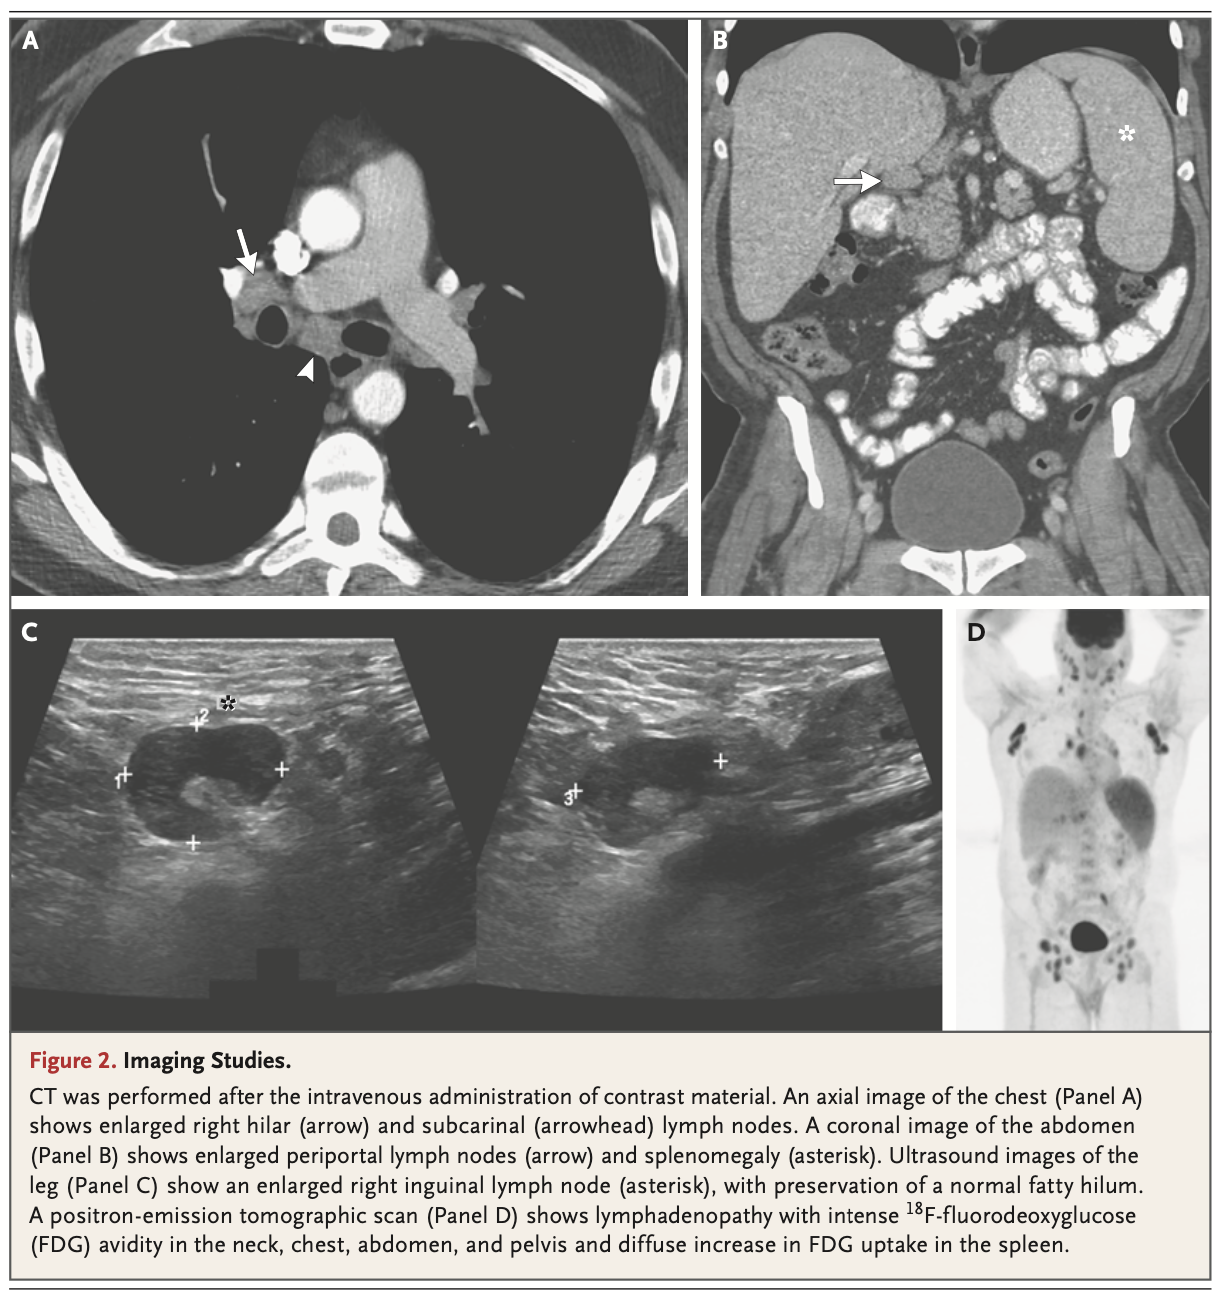 A
B
*
C
*
2
1
3
D
Figure 2. Imaging Studies.
CT was performed after the intravenous administration of contrast material. An axial image of the chest (Panel A)
shows enlarged right hilar (arrow) and subcarinal (arrowhead) lymph nodes. A coronal image of the abdomen
(Panel B) shows enlarged periportal lymph nodes (arrow) and splenomegaly (asterisk). Ultrasound images of the
leg (Panel C) show an enlarged right inguinal lymph node (asterisk), with preservation of a normal fatty hilum.
A positron-emission tomographic scan (Panel D) shows lymphadenopathy with intense ¹⁸F-fluorodeoxyglucose
(FDG) avidity in the neck, chest, abdomen, and pelvis and diffuse increase in FDG uptake in the spleen.